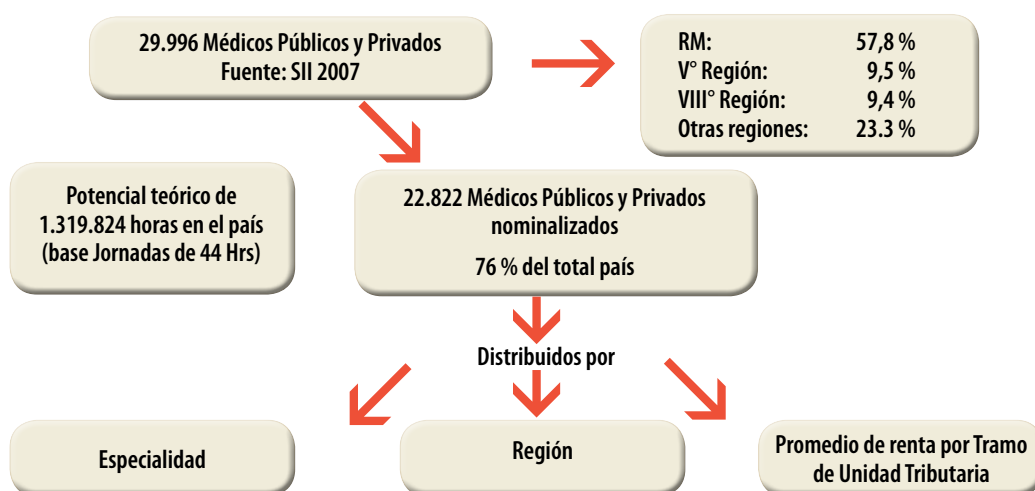 29.996 Médicos Públicos y Privados
Fuente: SII 2007
RM: 57,8 %
V° Región: 9,5 %
VIII° Región: 9,4 %
Otras regiones: 23.3 %
Potencial teórico de
1.319.824 horas en el país
(base Jornadas de 44 Hrs)
22.822 Médicos Públicos y Privados
nominalizados
76 % del total país
Distribuidos por
Especialidad
Región
Promedio de renta por Tramo
de Unidad Tributaria